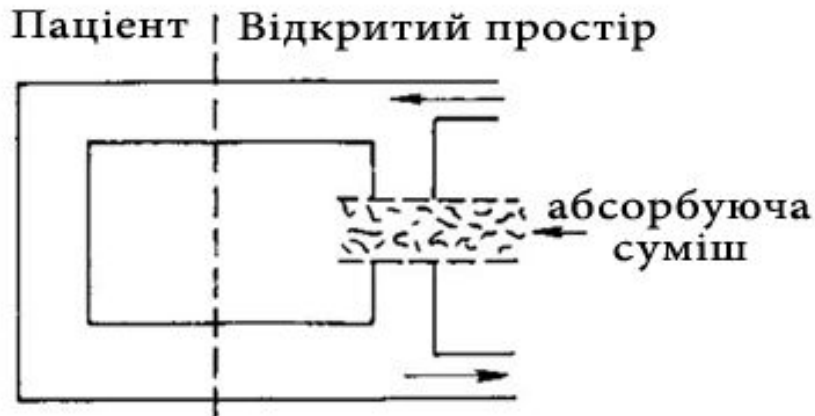 Пацієнт
Відкритий простір
абсорбуюча
суміш